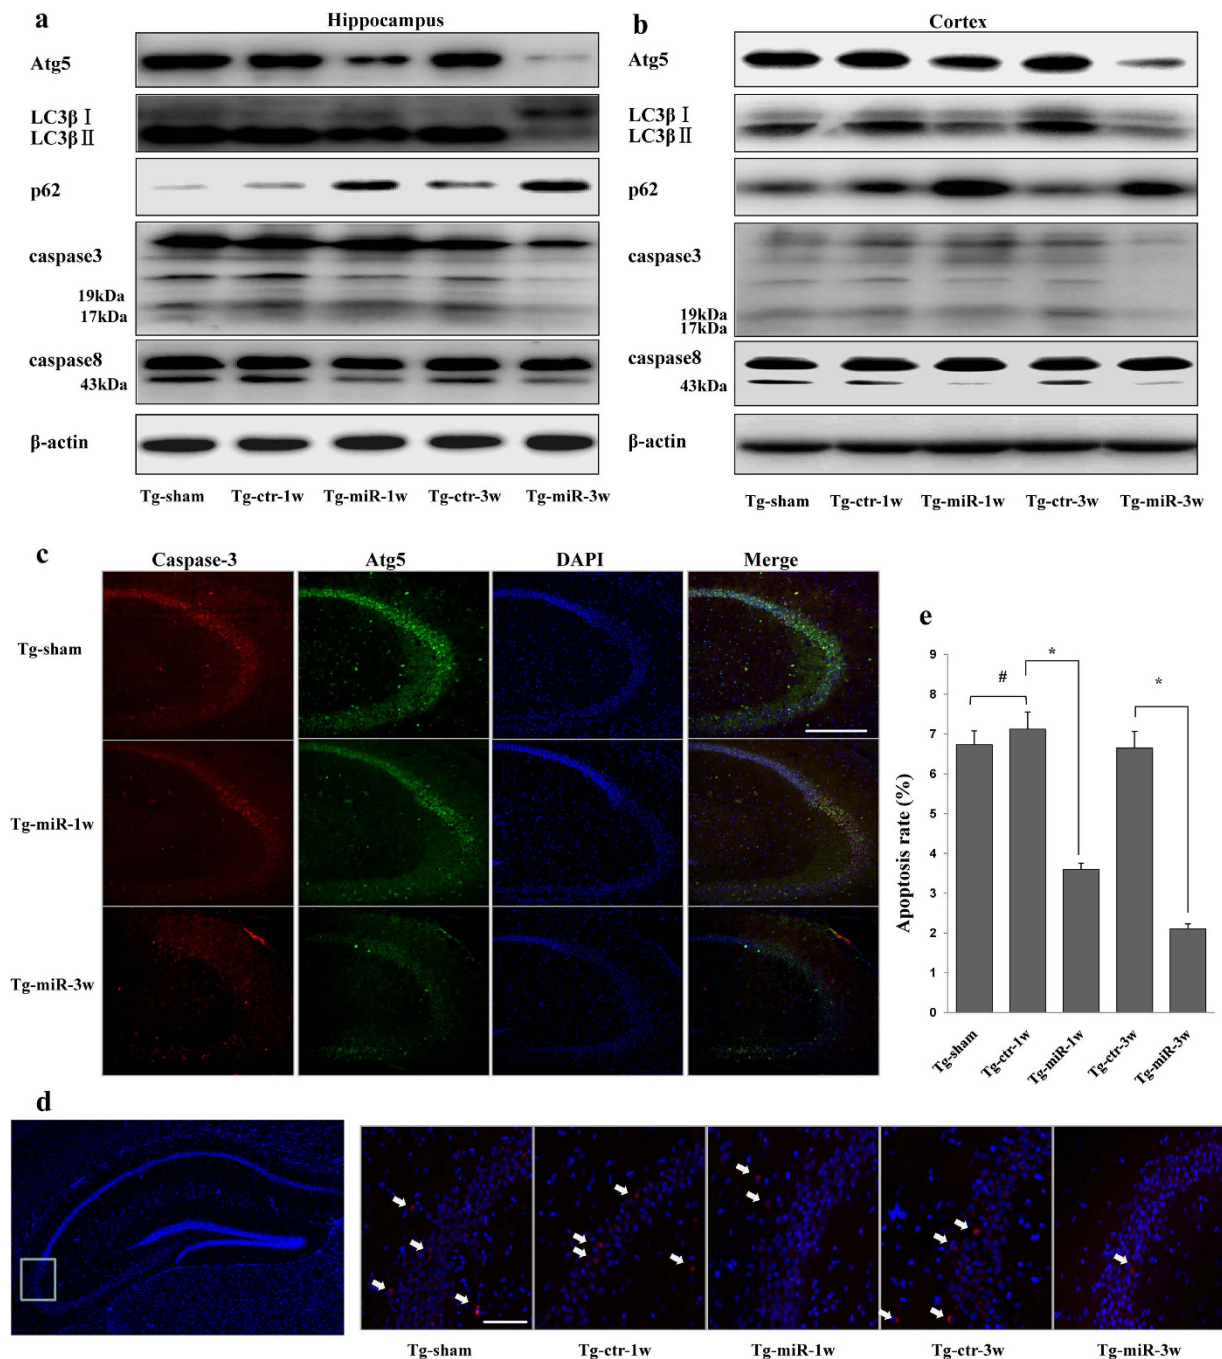 a
Hippocampus
Atg5
LC3β Ⅰ
LC3β Ⅱ
p62
caspase3
19kDa
17kDa
caspase8
43kDa
β-actin
Tg-sham Tg-ctr-1w Tg-miR-1w Tg-ctr-3w Tg-miR-3w
b
Cortex
Atg5
LC3β Ⅰ
LC3β Ⅱ
p62
caspase3
19kDa
17kDa
caspase8
43kDa
β-actin
Tg-sham Tg-ctr-1w Tg-miR-1w Tg-ctr-3w Tg-miR-3w
c
Caspase-3 Atg5 DAPI Merge
Tg-sham
Tg-miR-1w
Tg-miR-3w
e
Apoptosis rate (%)
9
8
7
6
5
4
3
2
1
0
#
*
*
Tg-sham
Tg-ctr-1w
Tg-miR-1w
Tg-ctr-3w
Tg-miR-3w
d
Tg-sham Tg-ctr-1w Tg-miR-1w Tg-ctr-3w Tg-miR-3w